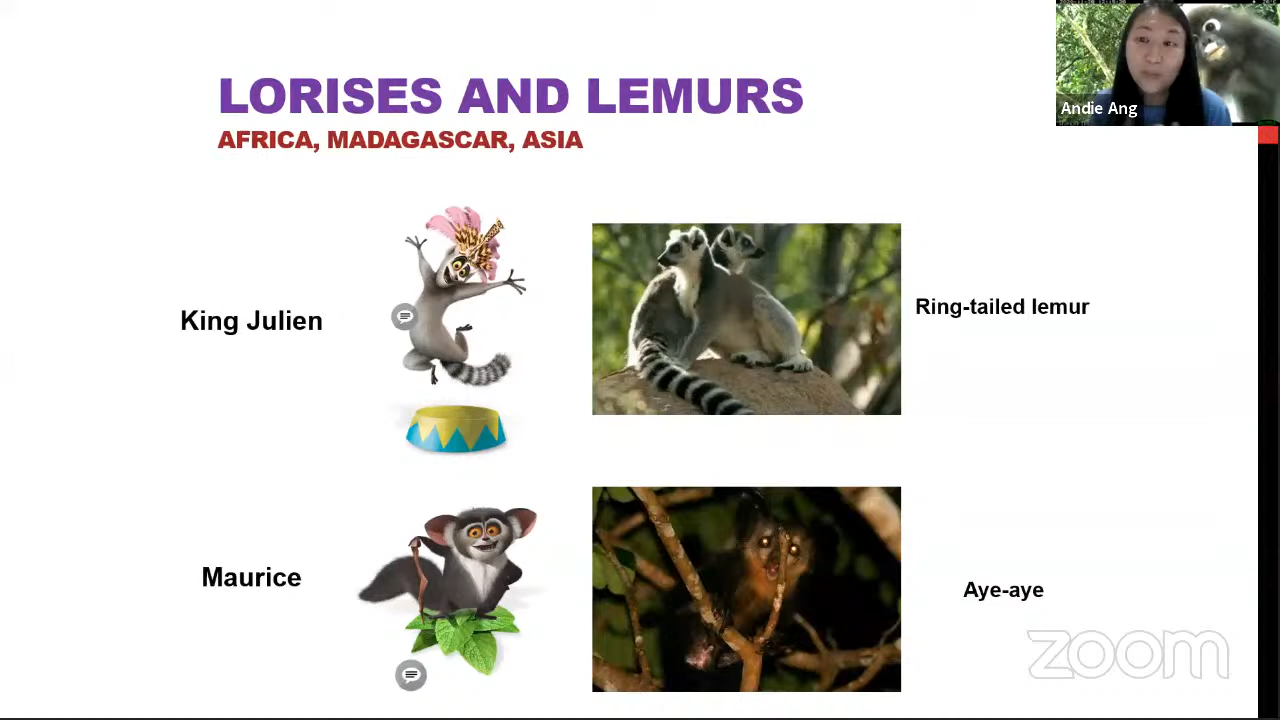 LORISES AND LEMURS
AFRICA, MADAGASCAR, ASIA
Andie Ang
King Julien
Ring-tailed lemur
Maurice
Aye-aye
zoom